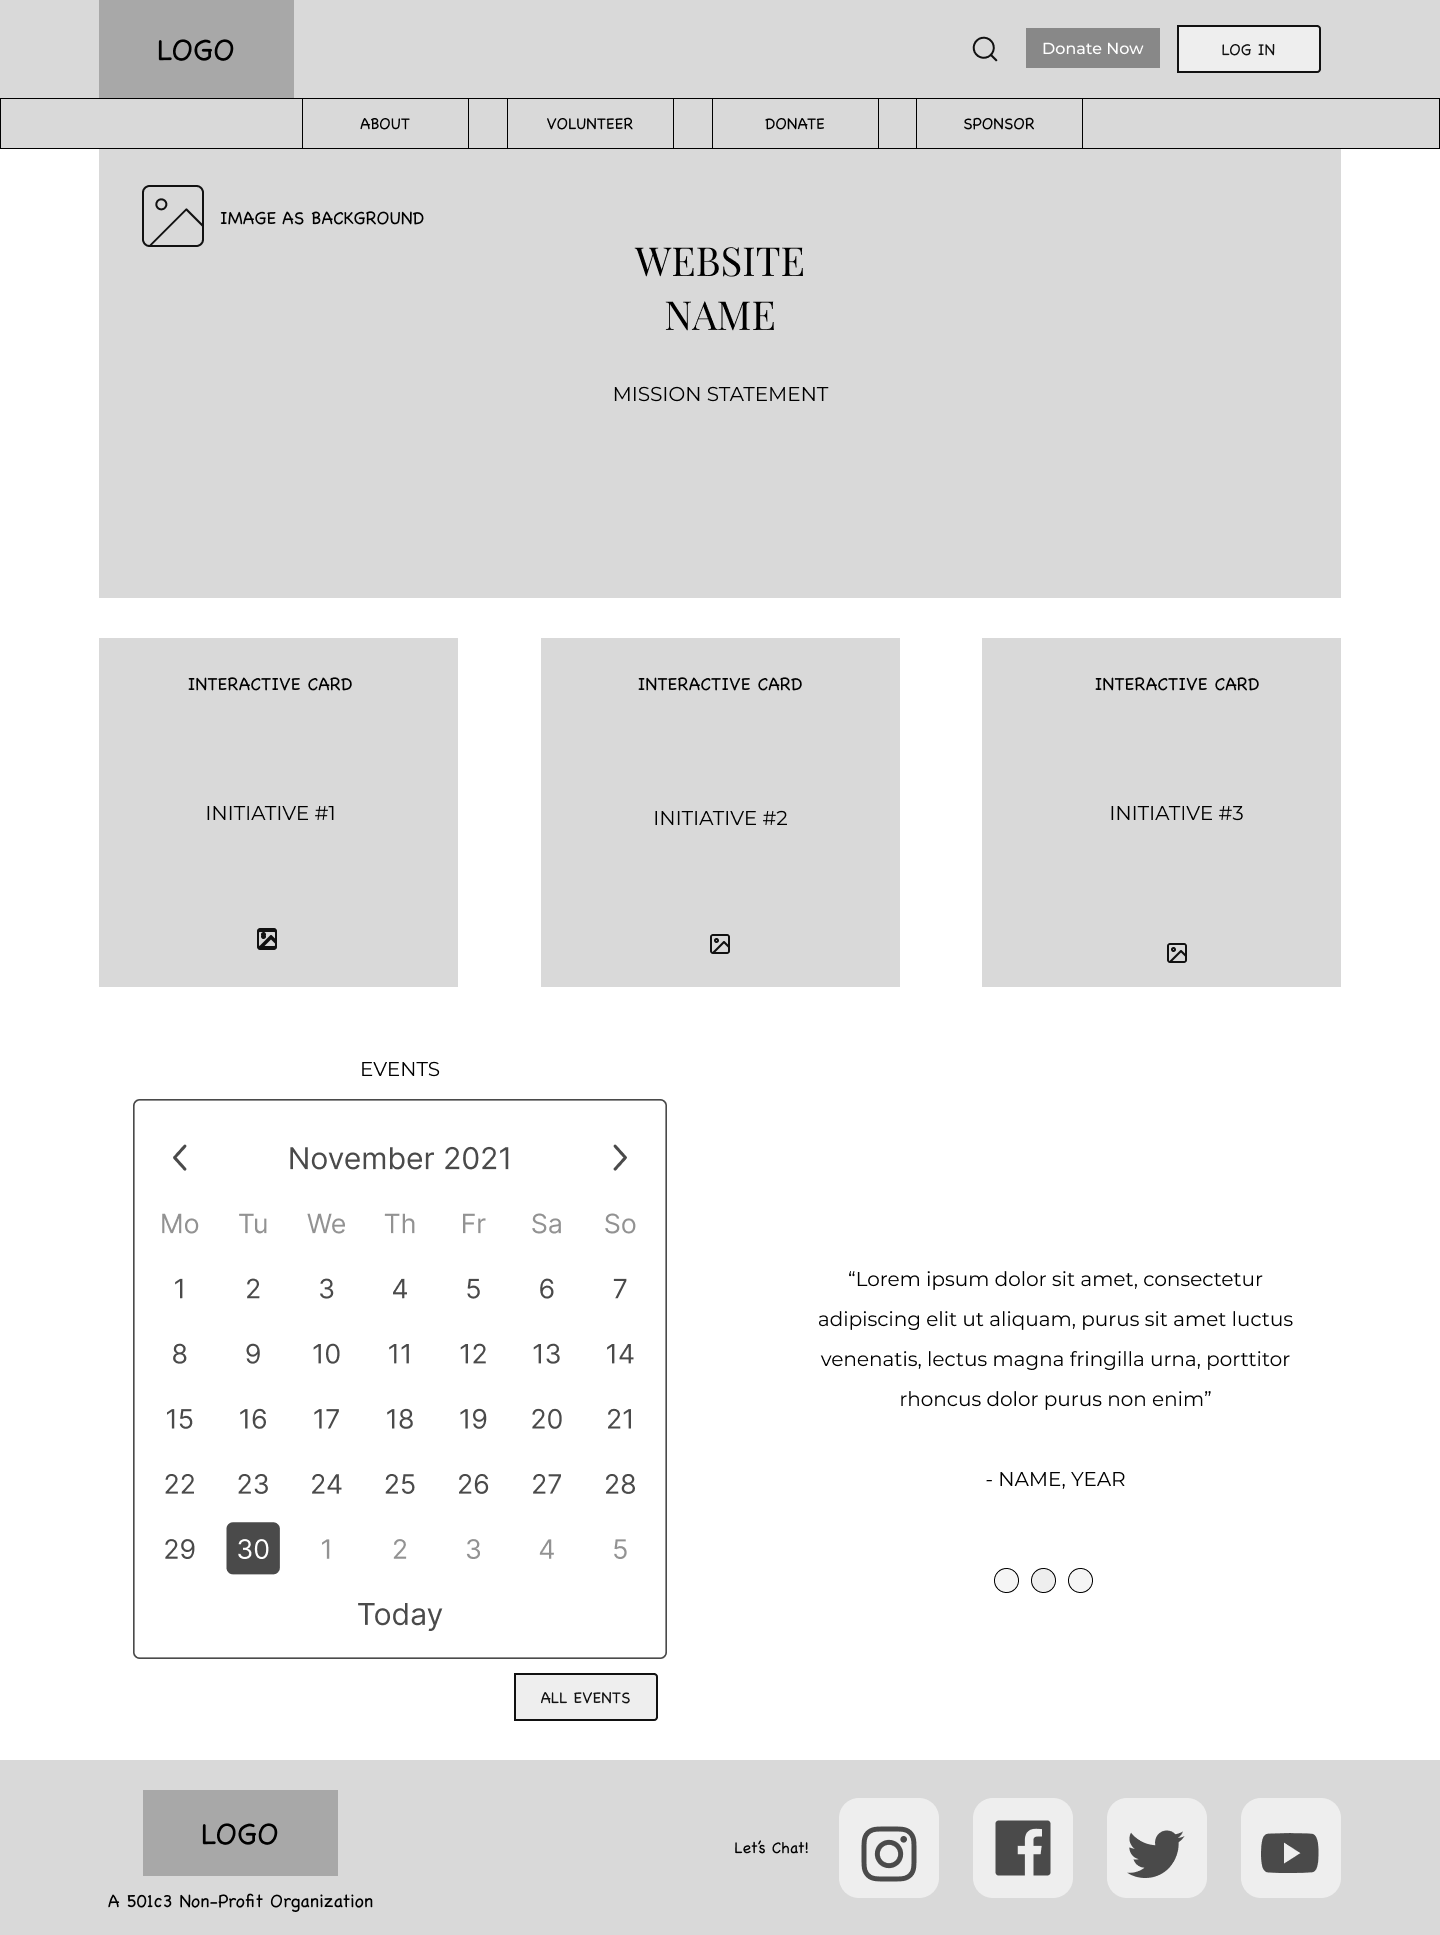 LOGO
Donate Now
LOG IN
ABOUT
VOLUNTEER
DONATE
SPONSOR
IMAGE AS BACKGROUND
WEBSITE
NAME
MISSION STATEMENT
INTERACTIVE CARD
INTERACTIVE CARD
INTERACTIVE CARD
INITIATIVE #1
INITIATIVE #2
INITIATIVE #3
EVENTS
November 2021
Mo Tu We Th Fr Sa So
1 2 3 4 5 6 7
8 9 10 11 12 13 14
15 16 17 18 19 20 21
22 23 24 25 26 27 28
29 30 1 2 3 4 5
Today
ALL EVENTS
“Lorem ipsum dolor sit amet, consectetur
adipiscing elit ut aliquam, purus sit amet luctus
venenatis, lectus magna fringilla urna, porttitor
rhoncus dolor purus non enim”
- NAME, YEAR
LOGO
A 501c3 Non-Profit Organization
Let's Chat!